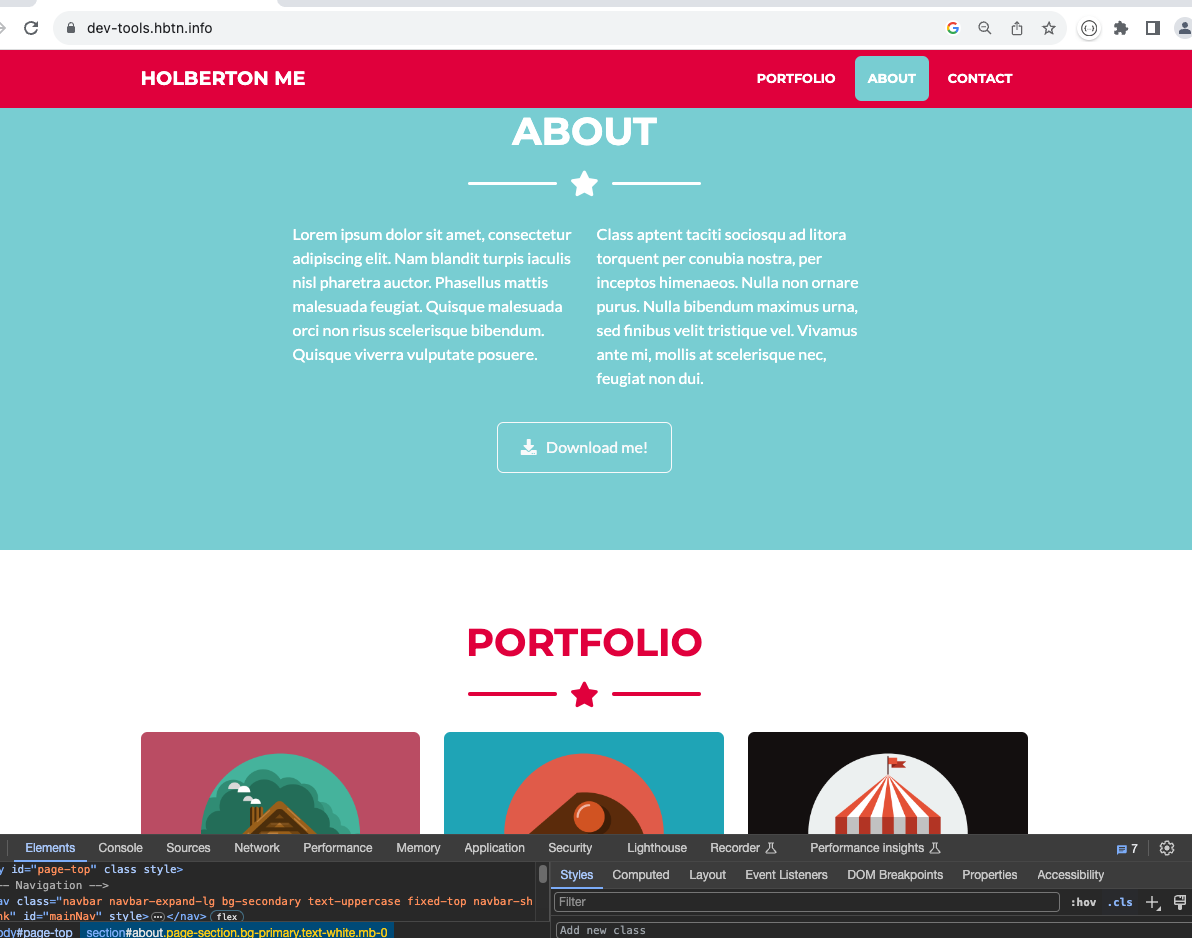 dev-tools.hbtn.info
HOLBERTON ME
PORTFOLIO ABOUT CONTACT
ABOUT
Lorem ipsum dolor sit amet, consectetur
adipiscing elit. Nam blandit turpis iaculis
nisl pharetra auctor. Phasellus mattis
malesuada feugiat. Quisque malesuada
orci non risus scelerisque bibendum.
Quisque viverra vulputate posuere.
Class aptent taciti sociosqu ad litora
torquent per conubia nostra, per
inceptos himenaeos. Nulla non ornare
purus. Nulla bibendum maximus urna,
sed finibus velit tristique vel. Vivamus
ante mi, mollis at scelerisque nec,
feugiat non dui.
Download me!
PORTFOLIO
Elements Console Sources Network Performance Memory Application Security Lighthouse Recorder Performance insights 7
y id="page-top" class style>
-- Navigation -->
av class="navbar navbar-expand-lg bg-secondary text-uppercase fixed-top navbar-sh
nk" id="mainNav" style>⋯</nav> flex
ody#page-top section#about.page-section.bg-primary.text-white.mb-0
Styles Computed Layout Event Listeners DOM Breakpoints Properties Accessibility
Filter :hov .cls
Add new class